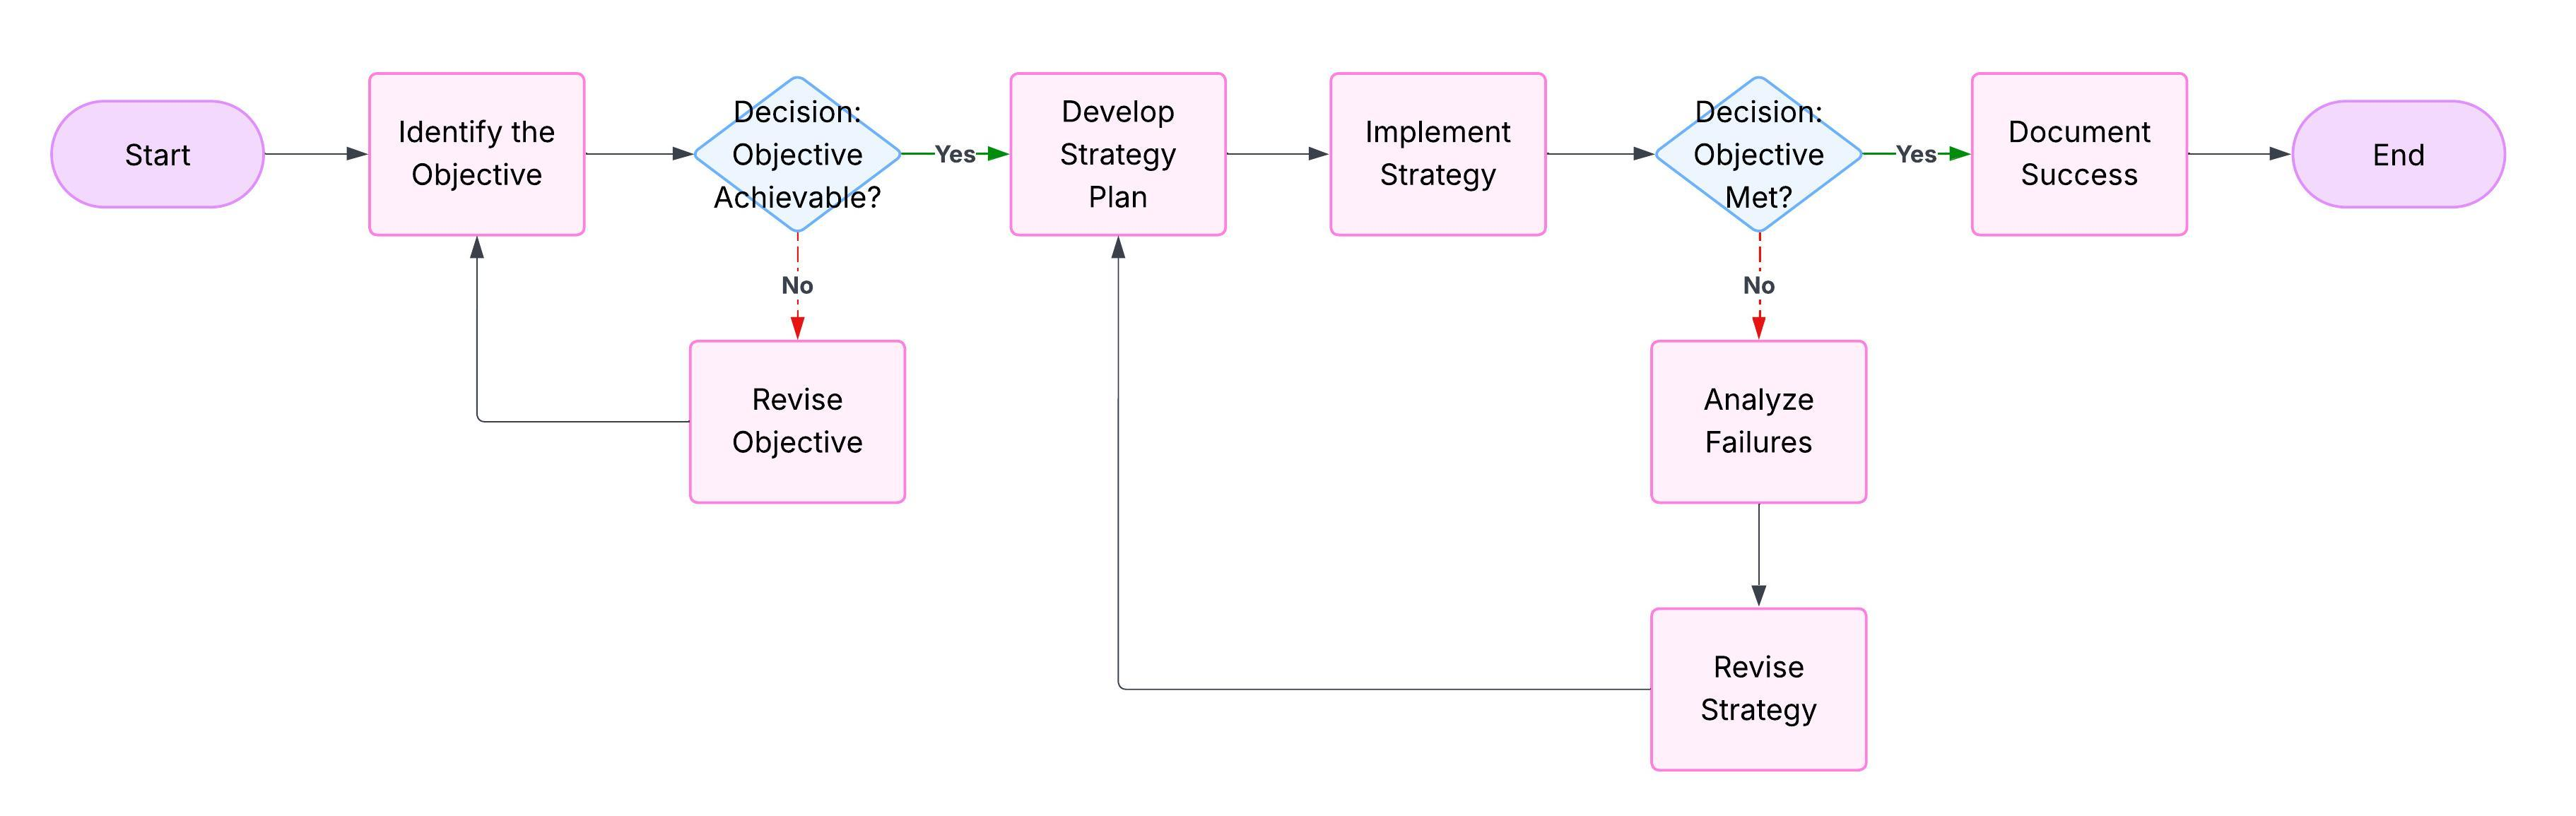 Start
Identify the
Objective
Decision:
Objective
Achievable?
Yes
Develop
Strategy
Plan
Implement
Strategy
Decision:
Objective
Met?
Yes
Document
Success
End
No
No
Revise
Objective
Analyze
Failures
Revise
Strategy